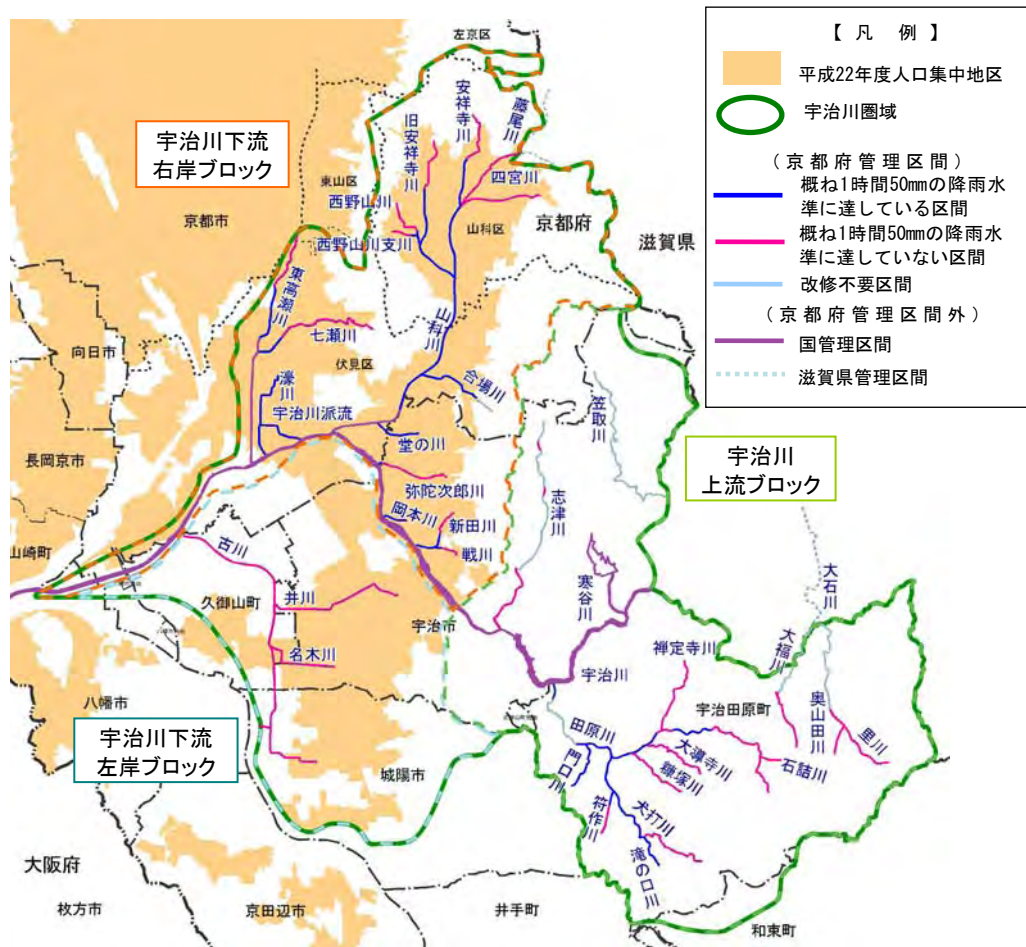 【 凡 例 】
平成22年度人口集中地区
宇治川圏域
（京都府管理区間）
概ね1時間50mmの降雨水
準に達している区間
概ね1時間50mmの降雨水
準に達していない区間
改修不要区間
（京都府管理区間外）
国管理区間
滋賀県管理区間
左京区
安祥寺川
藤尾川
旧安祥寺川
宇治川下流
右岸ブロック
東山区
四宮川
西野山川
京都市
山科区
京都府
滋賀県
西野山川支川
東高瀬川
山科川
七瀬川
向日市
伏見区
濠川
合場川
笠取川
宇治川派流
堂の川
長岡京市
宇治川
上流ブロック
弥陀次郎川
志津川
岡本川
新田川
戦川
山崎町
古川
大石川
井川
寒谷川
久御山町
宇治市
禅定寺川
大福川
名木川
宇治川
八幡市
宇治田原町
奥山田川
里川
田原川
宇治川下流
左岸ブロック
大導寺川
石詰川
門口川
糠塚川
城陽市
符作川
犬打川
滝の口川
大阪府
枚方市
京田辺市
井手町
和束町